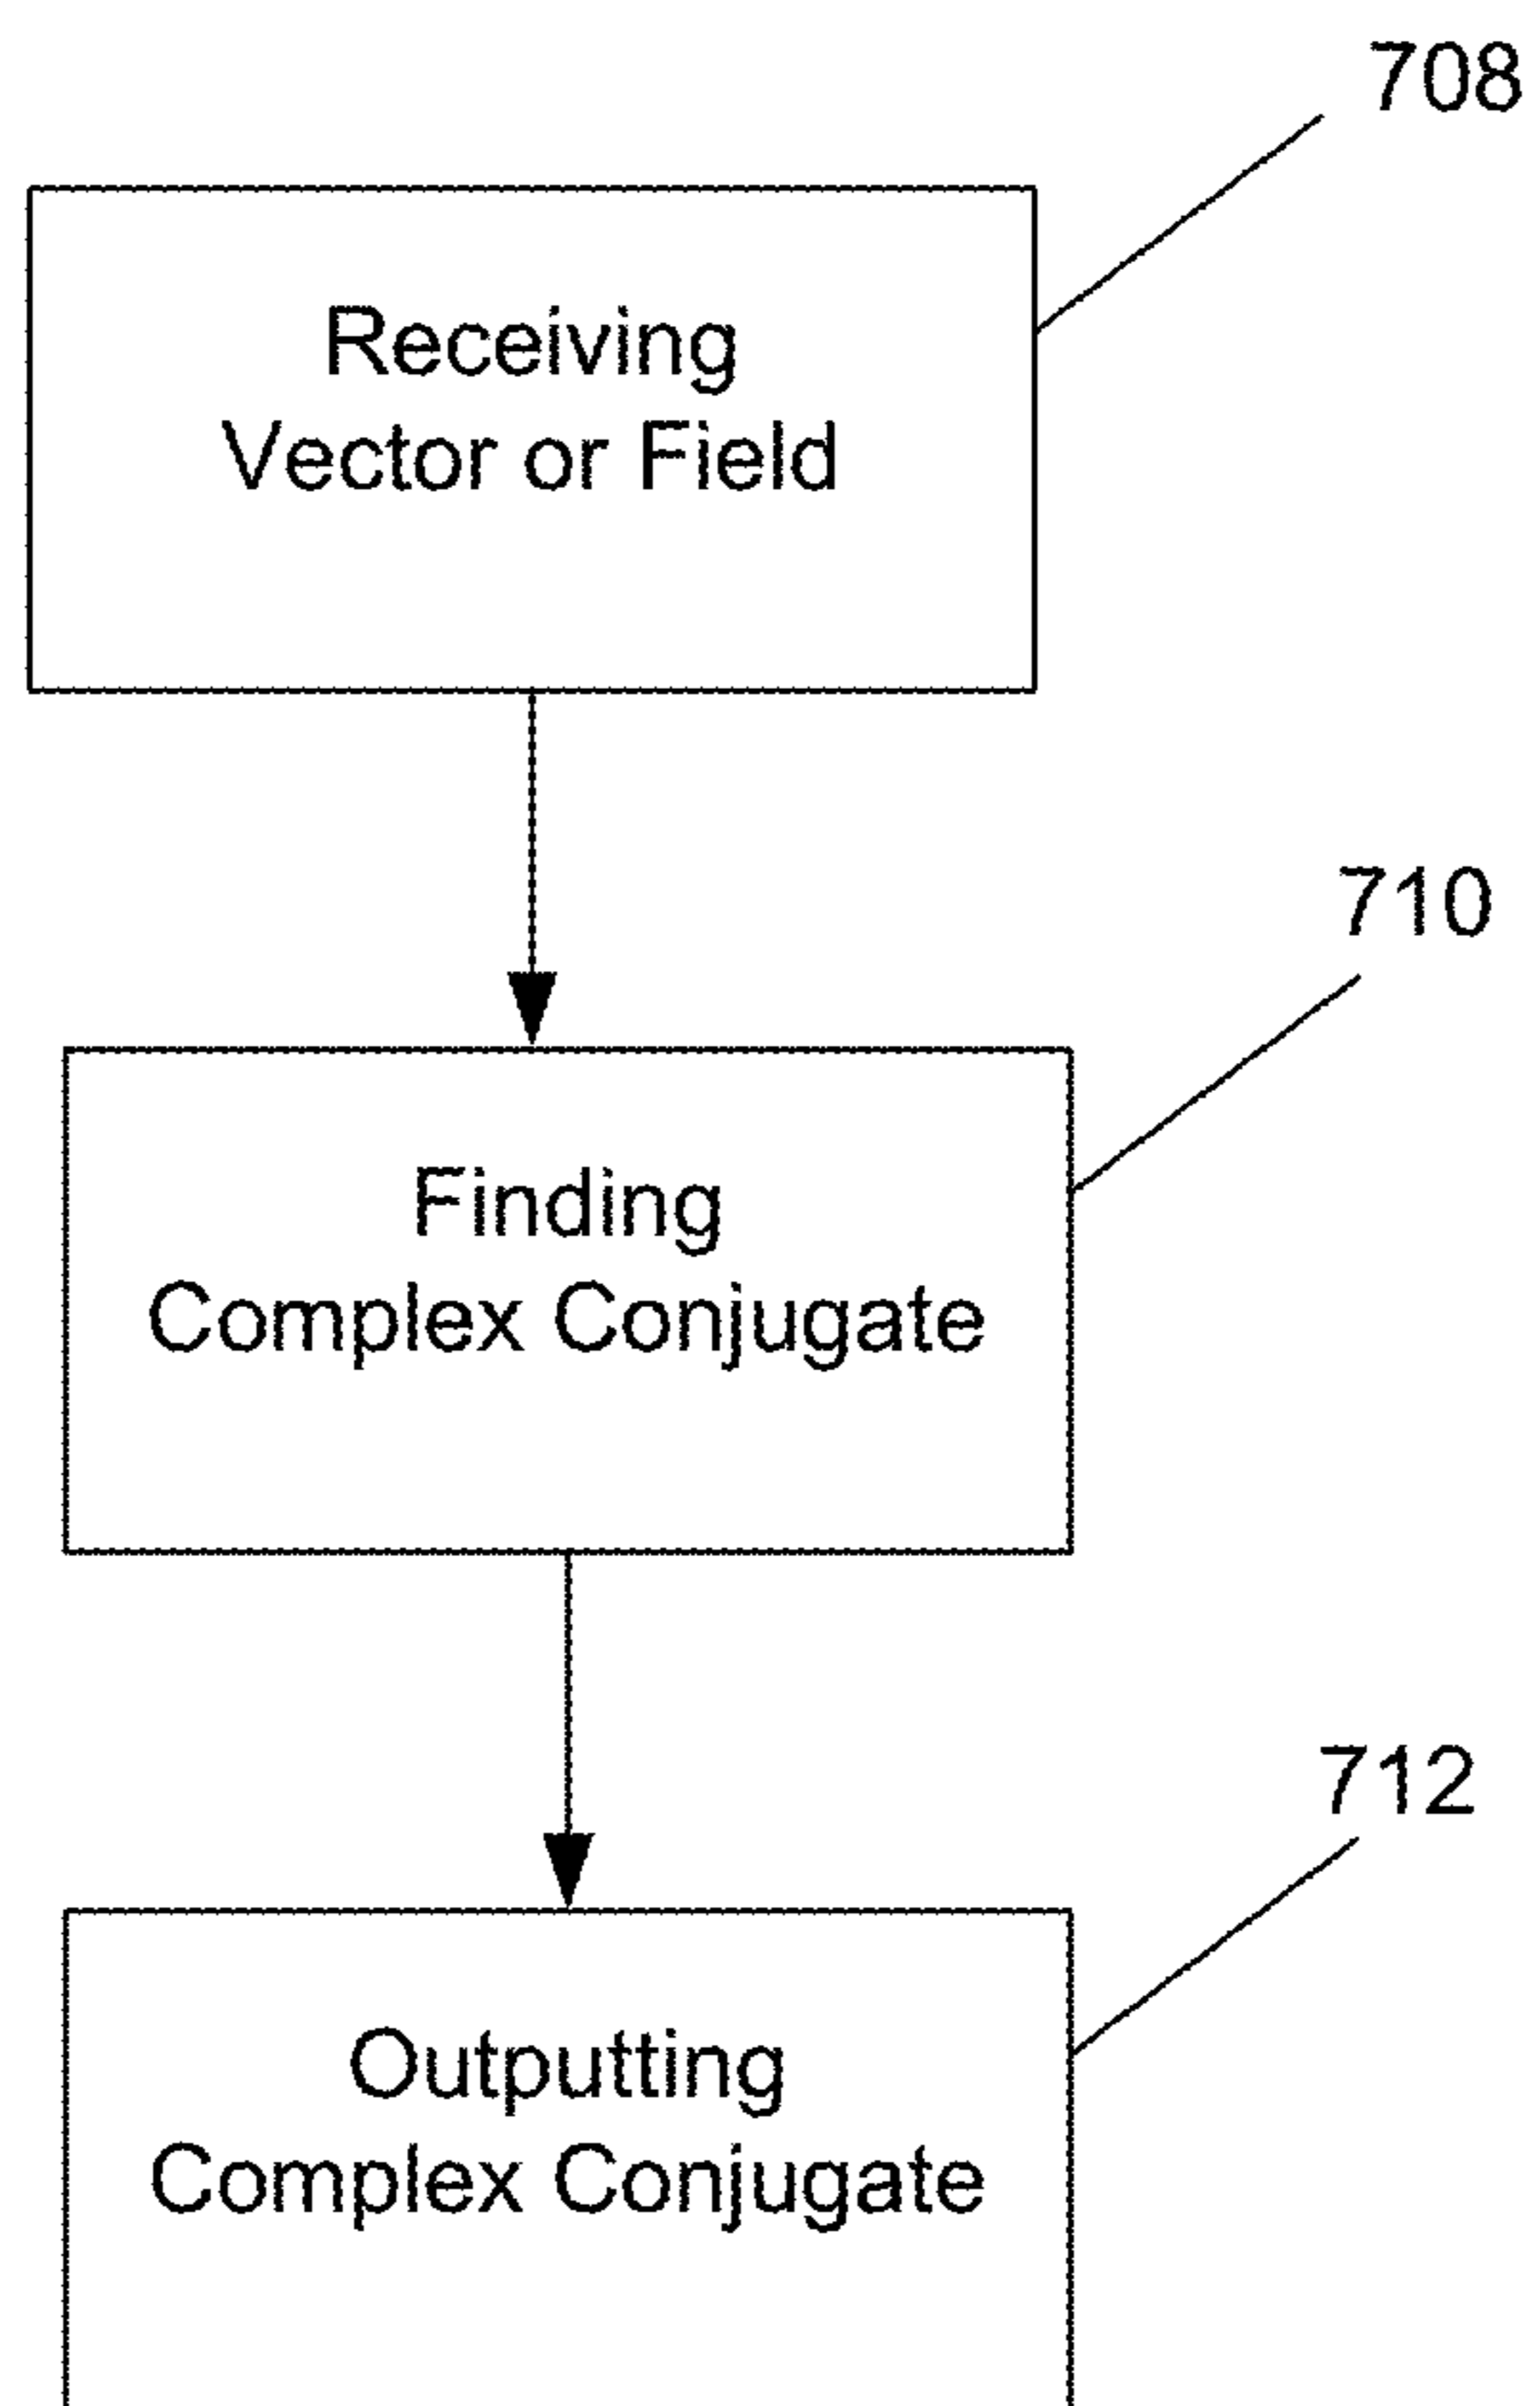 708
Receiving
Vector or Field
710
Finding
Complex Conjugate
712
Outputting
Complex Conjugate